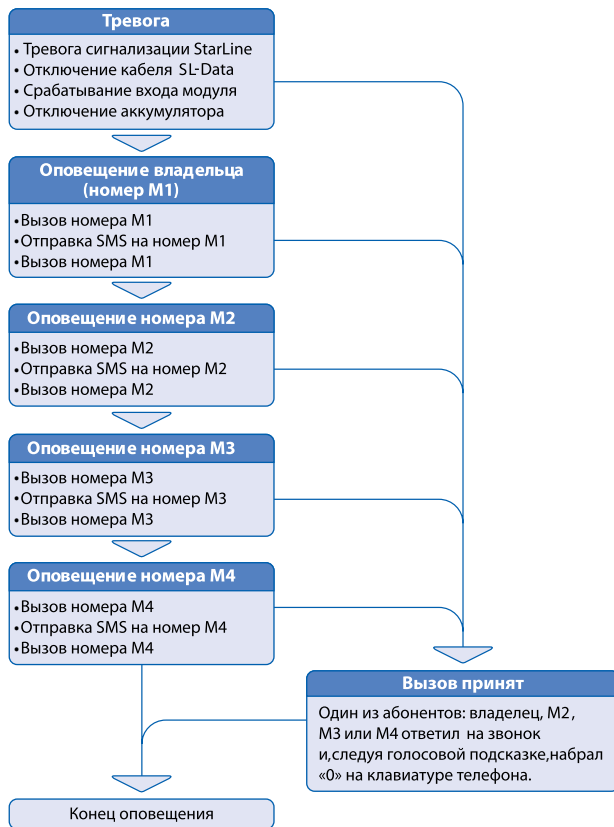 Тревога
• Тревога сигнализации StarLine
• Отключение кабеля SL-Data
• Срабатывание входа модуля
• Отключение аккумулятора
Оповещение владельца
(номер М1)
• Вызов номера М1
• Отправка SMS на номер М1
• Вызов номера М1
Оповещение номера М2
• Вызов номера М2
• Отправка SMS на номер М2
• Вызов номера М2
Оповещение номера М3
• Вызов номера М3
• Отправка SMS на номер М3
• Вызов номера М3
Оповещение номера М4
• Вызов номера М4
• Отправка SMS на номер М4
• Вызов номера М4
Вызов принят
Один из абонентов: владелец, М2,
М3 или М4 ответил на звонок
и,следуя голосовой подсказке,набрал
«0» на клавиатуре телефона.
Конец оповещения